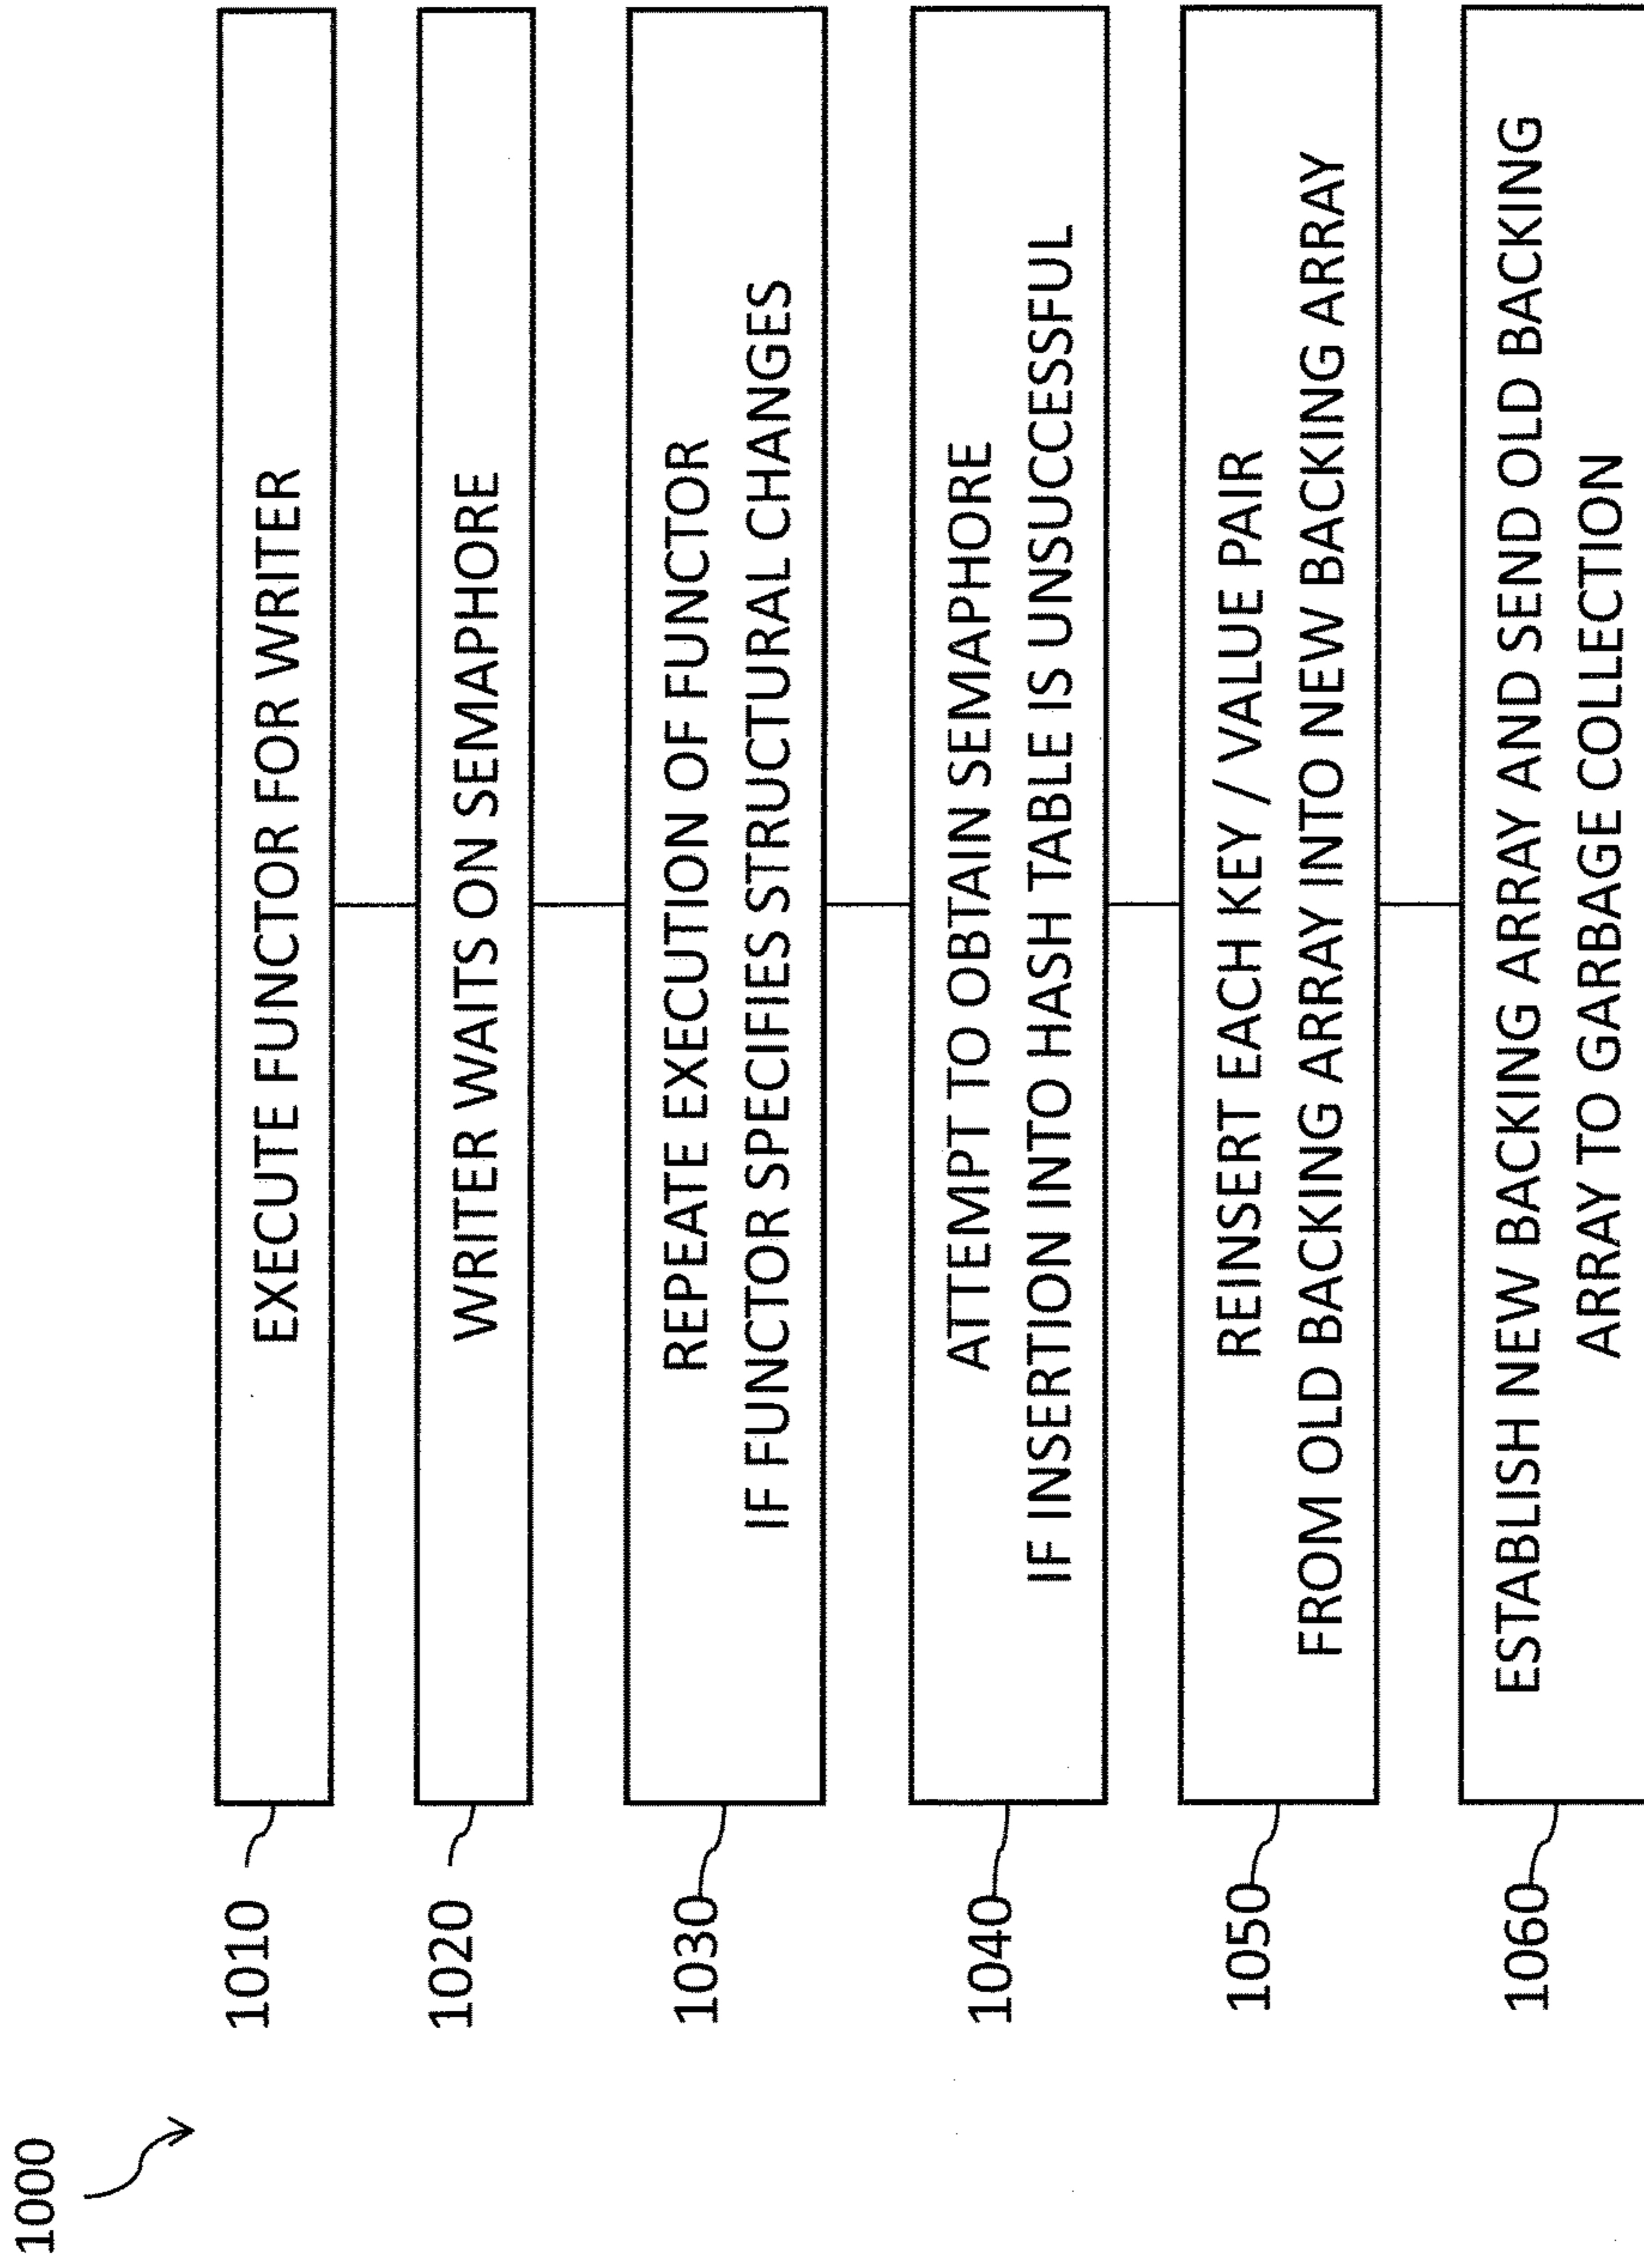 1000
1010
EXECUTE FUNCTOR FOR WRITER
1020
WRITER WAITS ON SEMAPHORE
1030
REPEATE EXECUTION OF FUNCTOR
IF FUNCTOR SPECIFIES STRUCTURAL CHANGES
1040
ATTEMPT TO OBTAIN SEMAPHORE
IF INSERTION INTO HASH TABLE IS UNSUCCESSFUL
1050
REINSERT EACH KEY / VALUE PAIR
FROM OLD BACKING ARRAY INTO NEW BACKING ARRAY
1060
ESTABLISH NEW BACKING ARRAY AND SEND OLD BACKING
ARRAY TO GARBAGE COLLECTION